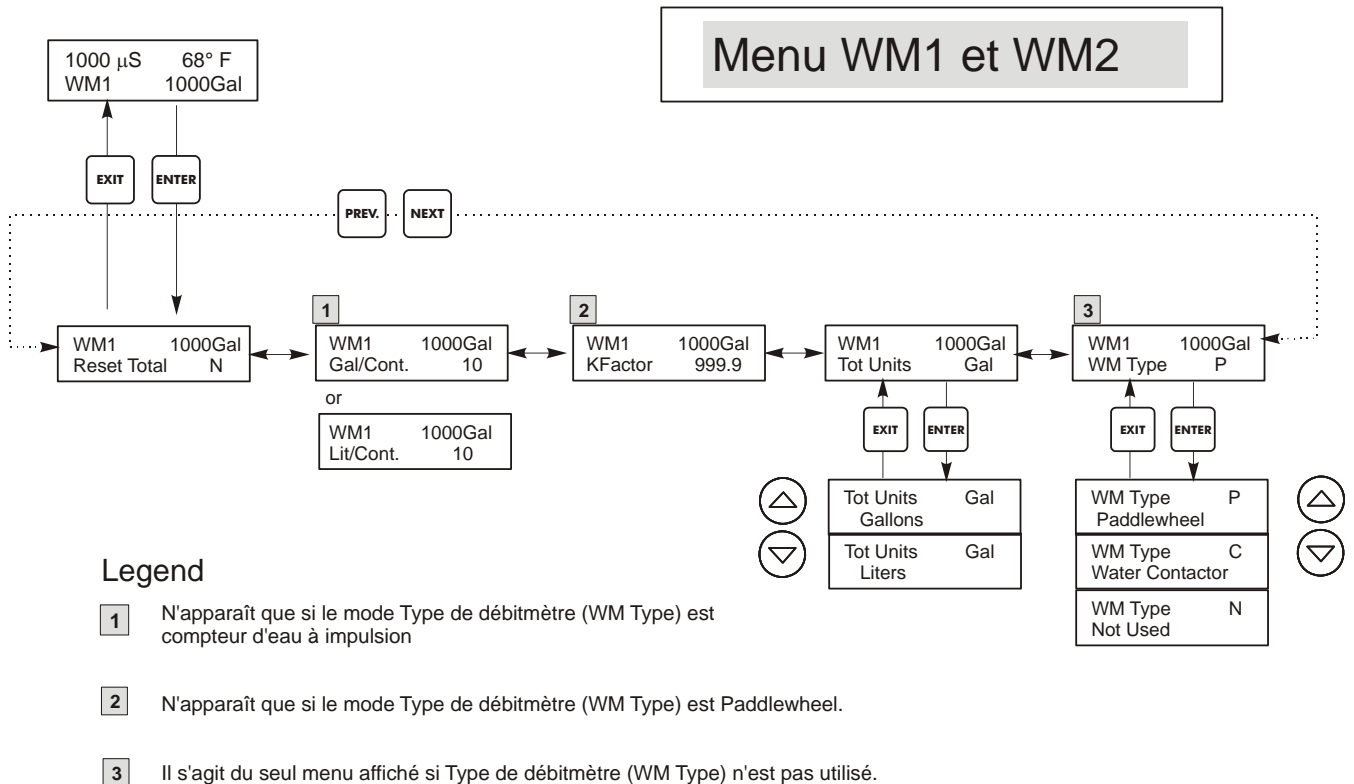 Menu WM1 et WM2
1000 µS 68° F
WM1 1000Gal
EXIT ENTER
PREV. NEXT
WM1 1000Gal
Reset Total N
1
WM1 1000Gal
Gal/Cont. 10
or
WM1 1000Gal
Lit/Cont. 10
2
WM1 1000Gal
KFactor 999.9
WM1 1000Gal
Tot Units Gal
EXIT ENTER
Tot Units Gal
Gallons
Tot Units Gal
Liters
3
WM1 1000Gal
WM Type P
EXIT ENTER
WM Type P
Paddlewheel
WM Type C
Water Contactor
WM Type N
Not Used
Legend
1 N'apparaît que si le mode Type de débitmètre (WM Type) est
compteur d'eau à impulsion
2 N'apparaît que si le mode Type de débitmètre (WM Type) est Paddlewheel.
3 Il s'agit du seul menu affiché si Type de débitmètre (WM Type) n'est pas utilisé.